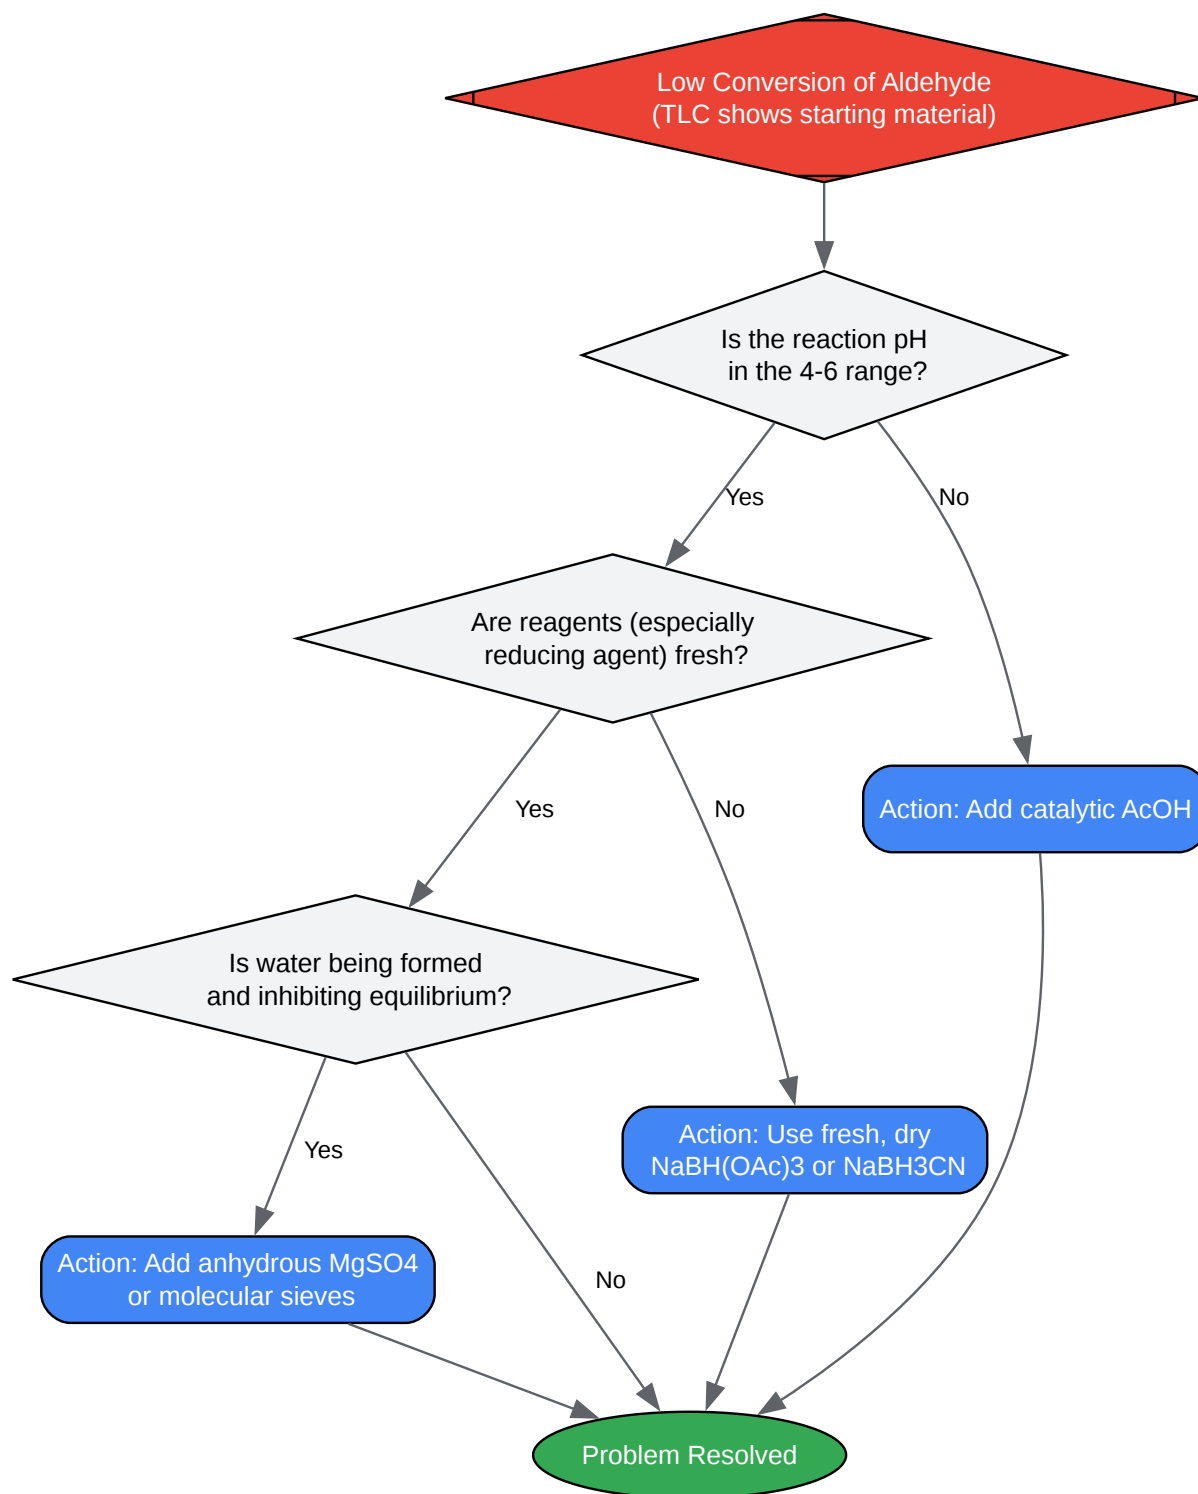 Low Conversion of Aldehyde
(TLC shows starting material)
Is the reaction pH
in the 4-6 range?
Yes
No
Are reagents (especially
reducing agent) fresh?
Yes
No
Action: Add catalytic AcOH
Is water being formed
and inhibiting equilibrium?
Yes
No
Action: Use fresh, dry
NaBH(OAc)3 or NaBH3CN
Action: Add anhydrous MgSO4
or molecular sieves
Problem Resolved